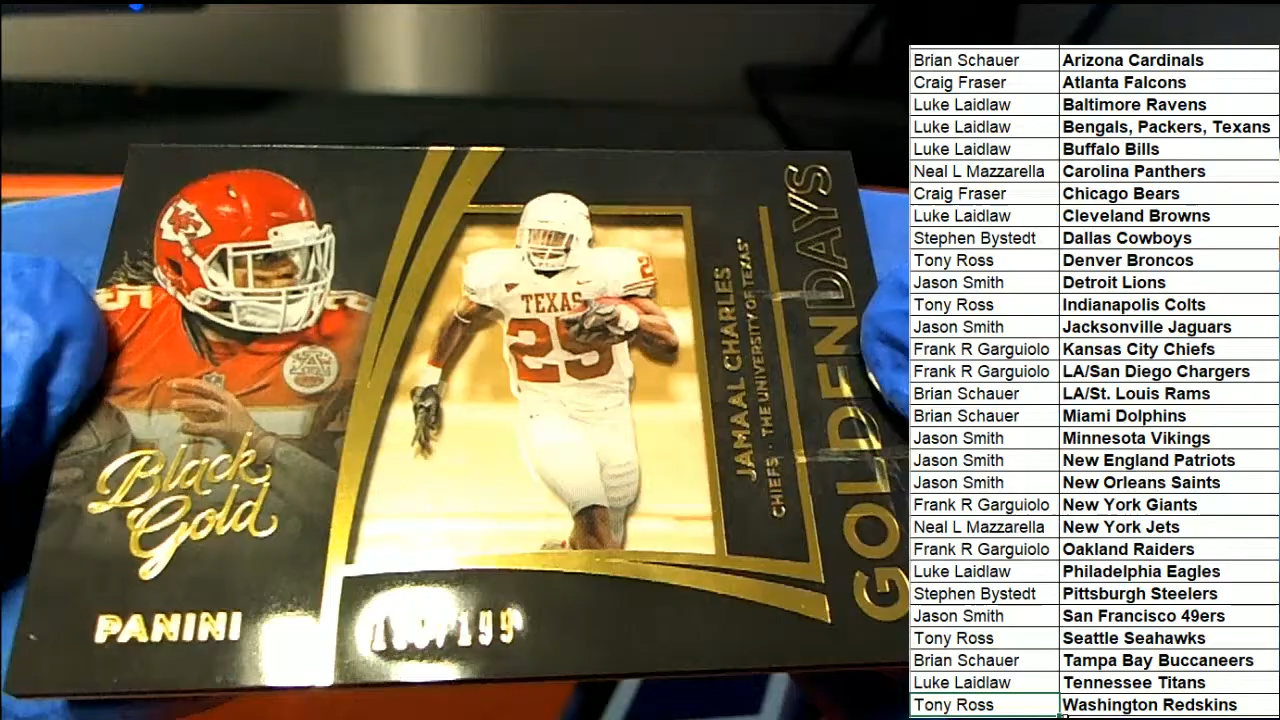 Black
Gold
PANINI
TEXAS
25
JAMAAL CHARLES
CHIEFS · THE UNIVERSITY OF TEXAS
GOLDEN DAYS
/199
Brian Schauer Arizona Cardinals
Craig Fraser Atlanta Falcons
Luke Laidlaw Baltimore Ravens
Luke Laidlaw Bengals, Packers, Texans
Luke Laidlaw Buffalo Bills
Neal L Mazzarella Carolina Panthers
Craig Fraser Chicago Bears
Luke Laidlaw Cleveland Browns
Stephen Bystedt Dallas Cowboys
Tony Ross Denver Broncos
Jason Smith Detroit Lions
Tony Ross Indianapolis Colts
Jason Smith Jacksonville Jaguars
Frank R Garguiolo Kansas City Chiefs
Frank R Garguiolo LA/San Diego Chargers
Brian Schauer LA/St. Louis Rams
Brian Schauer Miami Dolphins
Jason Smith Minnesota Vikings
Jason Smith New England Patriots
Jason Smith New Orleans Saints
Frank R Garguiolo New York Giants
Neal L Mazzarella New York Jets
Frank R Garguiolo Oakland Raiders
Luke Laidlaw Philadelphia Eagles
Stephen Bystedt Pittsburgh Steelers
Jason Smith San Francisco 49ers
Tony Ross Seattle Seahawks
Brian Schauer Tampa Bay Buccaneers
Luke Laidlaw Tennessee Titans
Tony Ross Washington Redskins